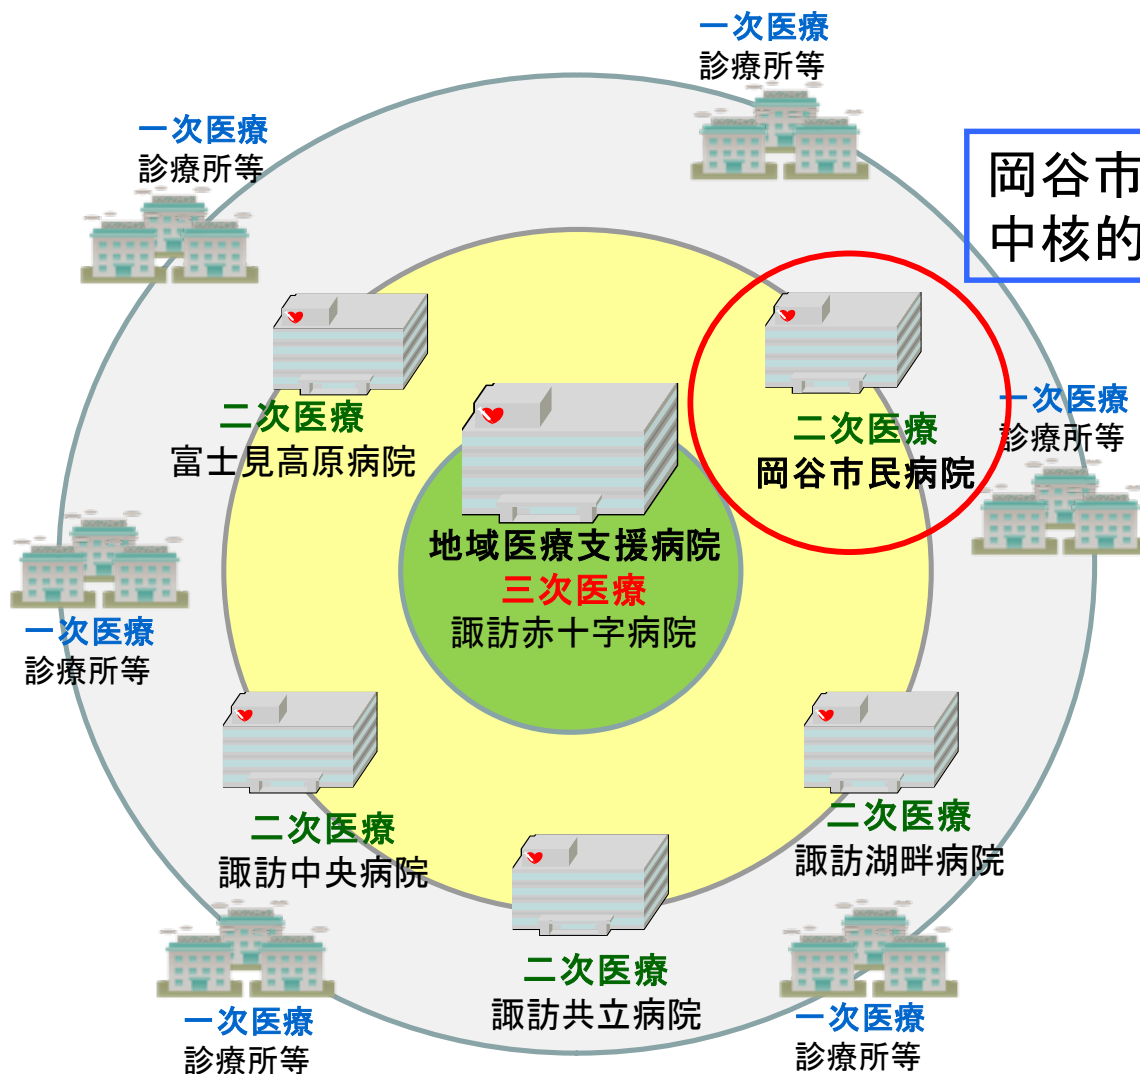 一次医療
診療所等
一次医療
診療所等
岡谷市
中核的
二次医療
富士見高原病院
二次医療
岡谷市民病院
一次医療
診療所等
地域医療支援病院
三次医療
諏訪赤十字病院
一次医療
診療所等
二次医療
諏訪中央病院
二次医療
諏訪湖畔病院
二次医療
諏訪共立病院
一次医療
診療所等
一次医療
診療所等